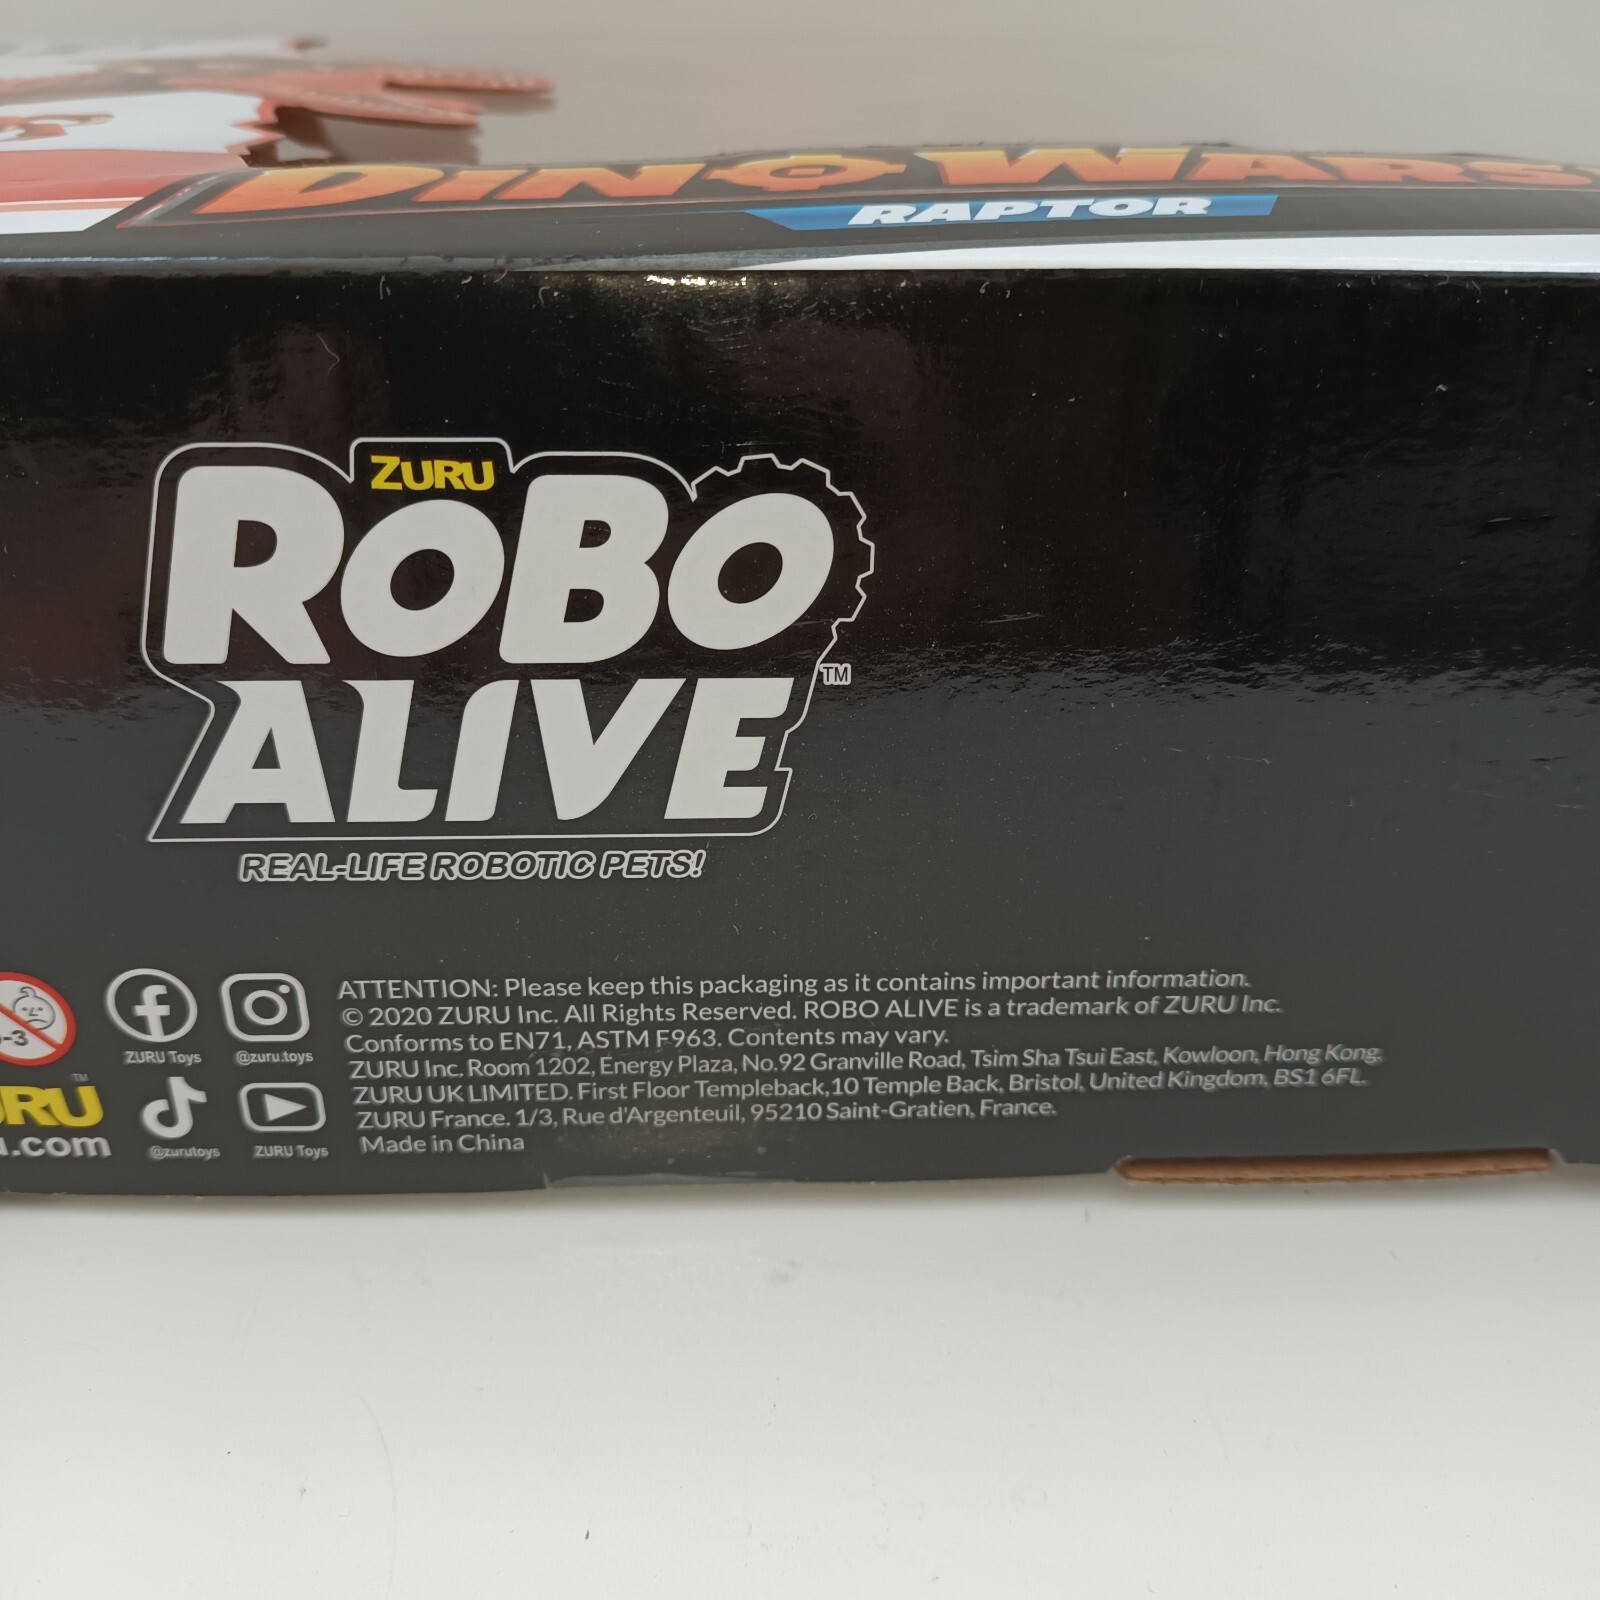 DINO WARS
RAPTOR
ZURU
ROBO
ALIVE™
REAL-LIFE ROBOTIC PETS!
ATTENTION: Please keep this packaging as it contains important information.
© 2020 ZURU Inc. All Rights Reserved. ROBO ALIVE is a trademark of ZURU Inc.
Conforms to EN71, ASTM F963. Contents may vary.
ZURU Inc. Room 1202, Energy Plaza, No.92 Granville Road, Tsim Sha Tsui East, Kowloon, Hong Kong.
ZURU UK LIMITED. First Floor Templeback,10 Temple Back, Bristol, United Kingdom, BS1 6FL.
ZURU France. 1/3, Rue d'Argenteuil, 95210 Saint-Gratien, France.
Made in China
ZURU Toys
@zuru.toys
@zurutoys
ZURU Toys
-3
RU™
.com